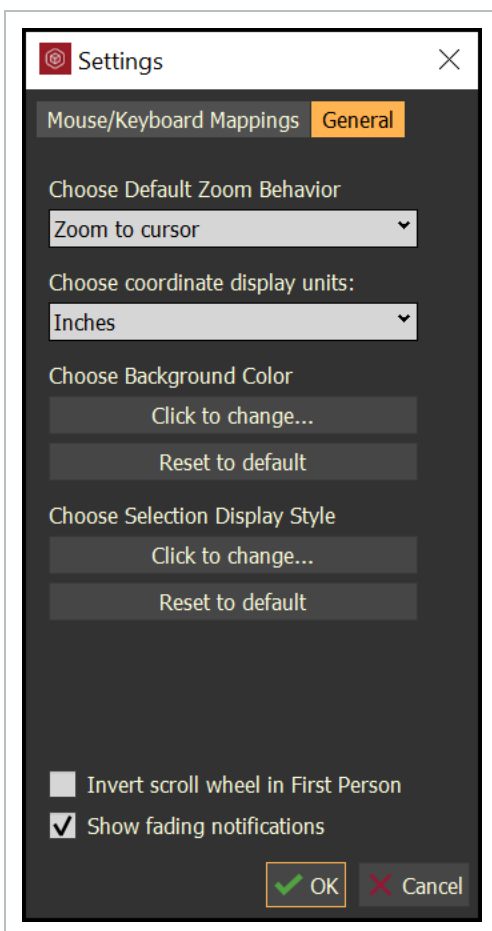 Settings
Mouse/Keyboard Mappings General
Choose Default Zoom Behavior
Zoom to cursor
Choose coordinate display units:
Inches
Choose Background Color
Click to change...
Reset to default
Choose Selection Display Style
Click to change...
Reset to default
Invert scroll wheel in First Person
Show fading notifications
OK Cancel